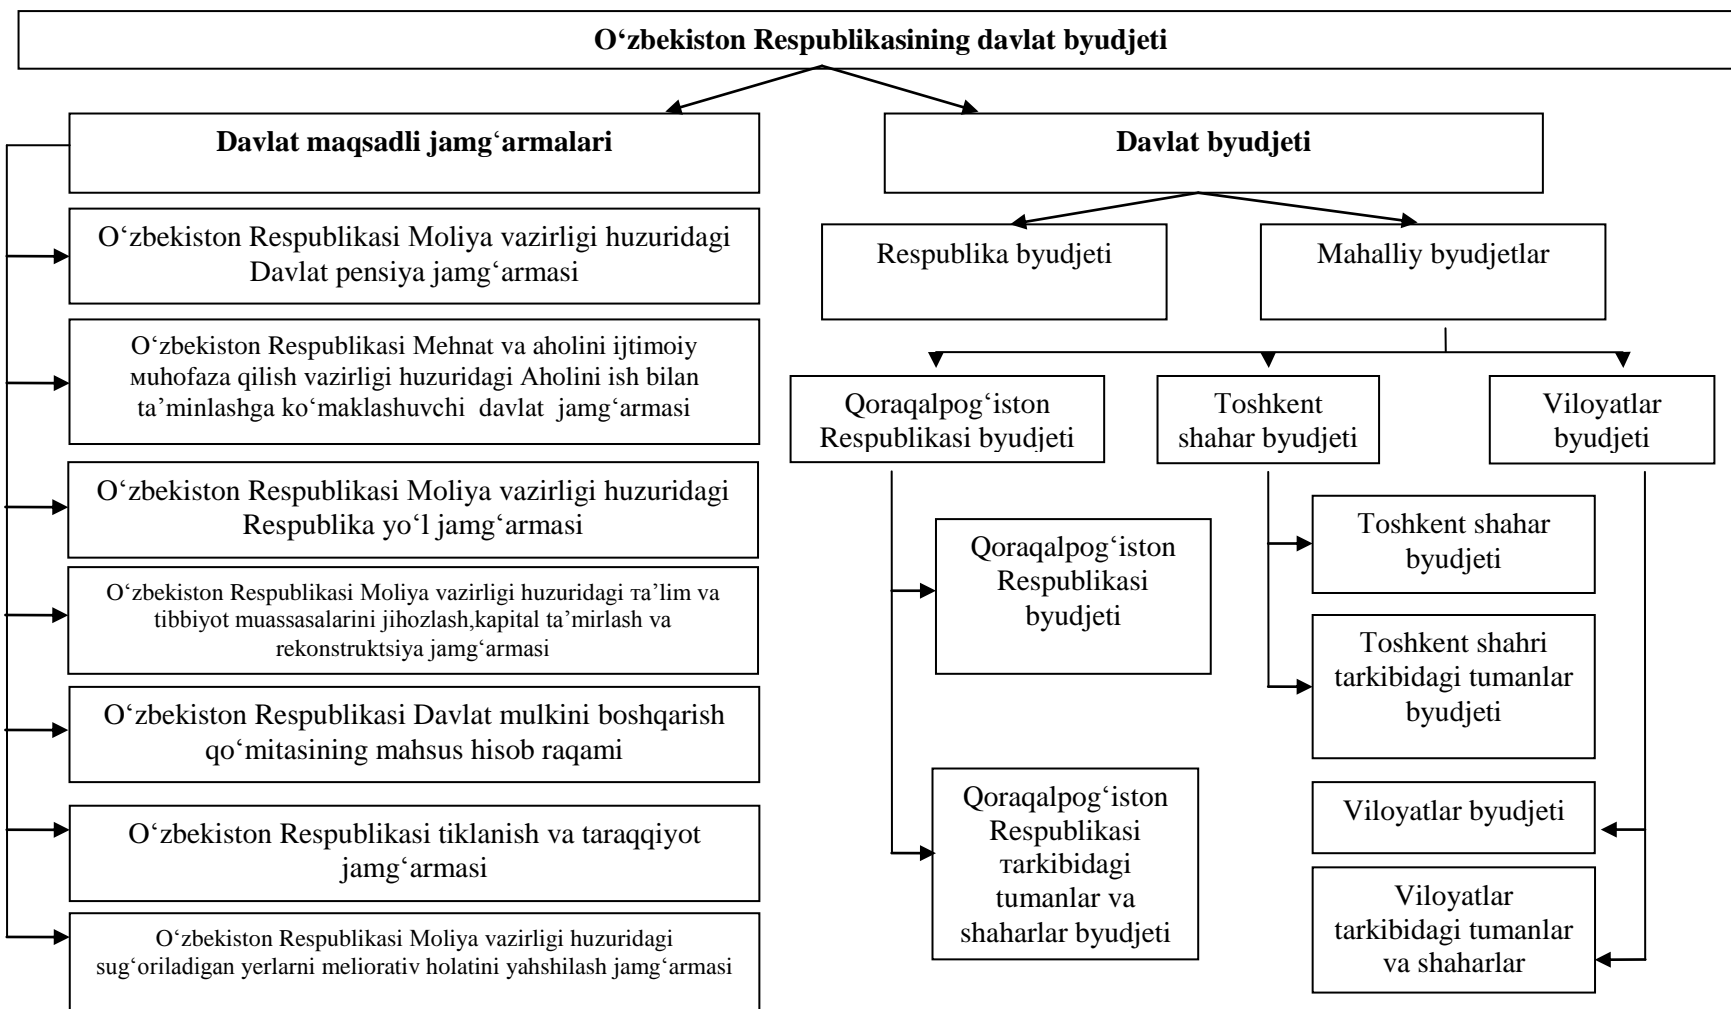 O‘zbekiston Respublikasining davlat byudjeti
Davlat maqsadli jamg‘armalari
O‘zbekiston Respublikasi Moliya vazirligi huzuridagi
Davlat pensiya jamg‘armasi
O‘zbekiston Respublikasi Mehnat va aholini ijtimoiy
мuhofaza qilish vazirligi huzuridagi Aholini ish bilan
ta’minlashga ko‘maklashuvchi davlat jamg‘armasi
O‘zbekiston Respublikasi Moliya vazirligi huzuridagi
Respublika yo‘l jamg‘armasi
O‘zbekiston Respublikasi Moliya vazirligi huzuridagi тa’lim va
tibbiyot muassasalarini jihozlash,kapital ta’mirlash va
rekonstruktsiya jamg‘armasi
O‘zbekiston Respublikasi Davlat mulkini boshqarish
qo‘mitasining mahsus hisob raqami
O‘zbekiston Respublikasi tiklanish va taraqqiyot
jamg‘armasi
O‘zbekiston Respublikasi Moliya vazirligi huzuridagi
sug‘oriladigan yerlarni meliorativ holatini yahshilash jamg‘armasi
Davlat byudjeti
Respublika byudjeti
Mahalliy byudjetlar
Qoraqalpog‘iston
Respublikasi byudjeti
Toshkent
shahar byudjeti
Viloyatlar
byudjeti
Qoraqalpog‘iston
Respublikasi
byudjeti
Qoraqalpog‘iston
Respublikasi
тarkibidagi
tumanlar va
shaharlar byudjeti
Toshkent shahar
byudjeti
Toshkent shahri
tarkibidagi tumanlar
byudjeti
Viloyatlar byudjeti
Viloyatlar
tarkibidagi tumanlar
va shaharlar